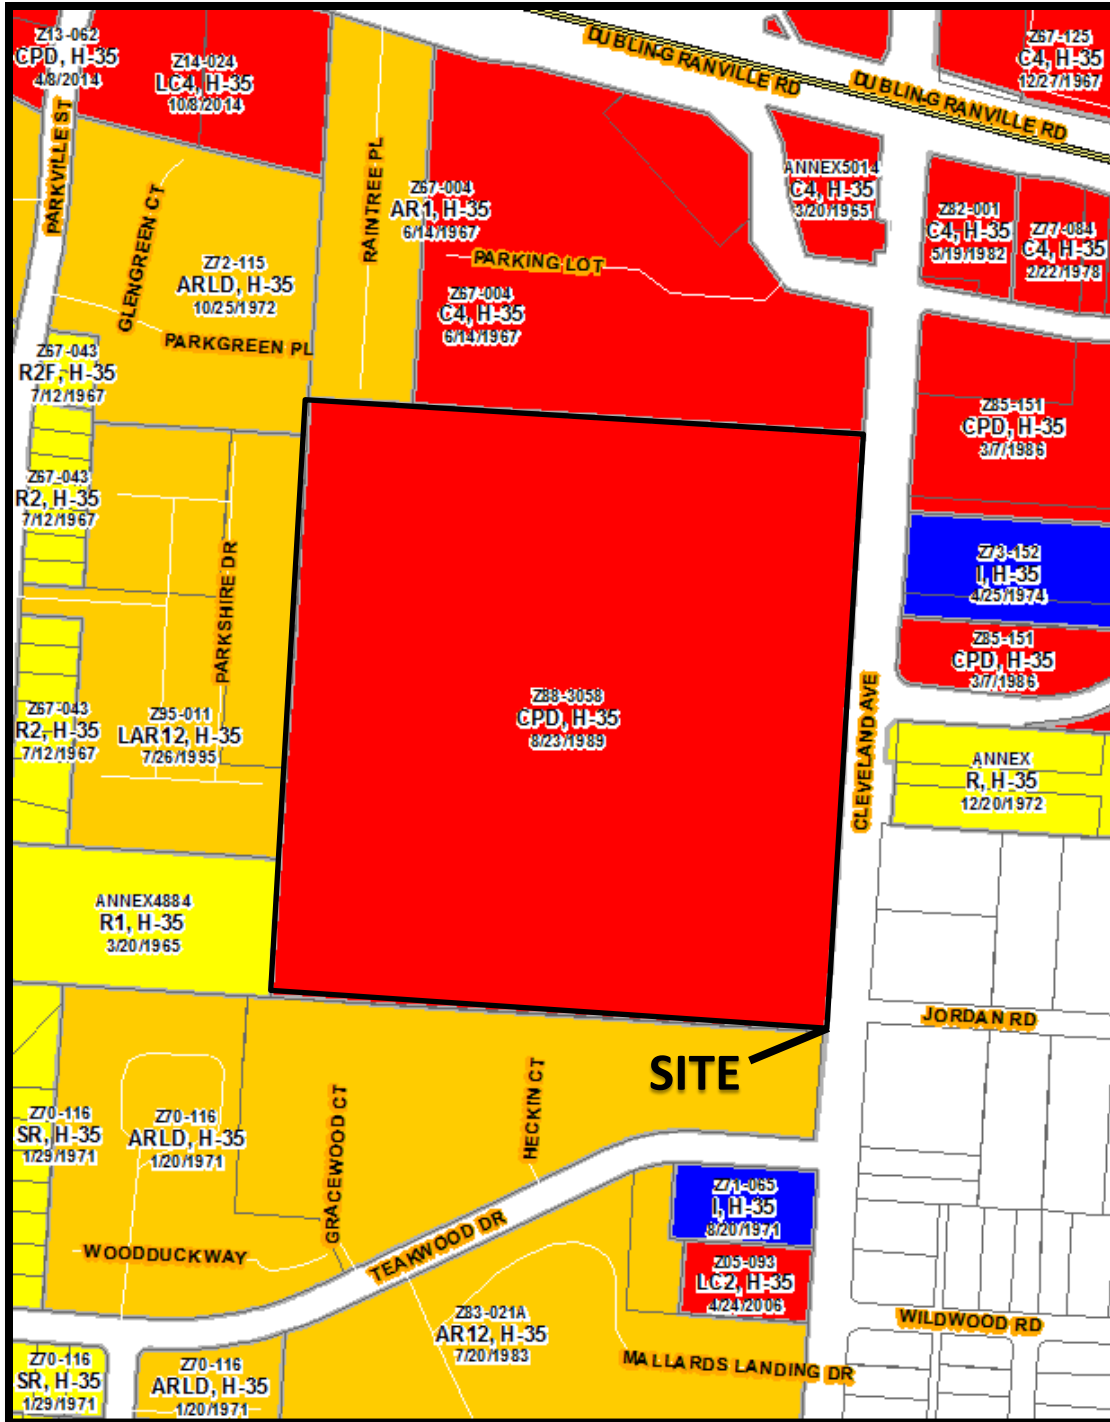 Z13-062
CPD, H-35
4/8/2014
Z14-024
LC4, H-35
10/8/2014
DUBLIN-GRANVILLE RD
DUBLIN-GRANVILLE RD
Z67-125
C4, H-35
12/27/1967
PARKVILLE ST
GLENGREEN CT
RAINTREE PL
Z67-004
AR1, H-35
6/14/1967
ANNEX5014
C4, H-35
3/20/1965
Z82-001
C4, H-35
5/19/1982
Z77-084
C4, H-35
2/22/1978
Z72-115
ARLD, H-35
10/25/1972
PARKING LOT
Z67-004
C4, H-35
6/14/1967
PARKGREEN PL
Z67-043
R2F, H-35
7/12/1967
Z85-151
CPD, H-35
3/7/1986
Z67-043
R2, H-35
7/12/1967
PARKSHIRE DR
Z73-152
I, H-35
4/25/1974
Z85-151
CPD, H-35
3/7/1986
Z67-043
R2, H-35
7/12/1967
Z95-011
LAR12, H-35
7/26/1995
Z88-3058
CPD, H-35
8/23/1989
CLEVELAND AVE
ANNEX
R, H-35
12/20/1972
ANNEX4884
R1, H-35
3/20/1965
JORDAN RD
SITE
Z70-116
SR, H-35
1/29/1971
Z70-116
ARLD, H-35
1/20/1971
GRACEWOOD CT
HECKIN CT
Z71-065
I, H-35
8/20/1971
WOODDUCK WAY
TEAKWOOD DR
Z05-093
LC2, H-35
4/24/2006
Z83-021A
AR12, H-35
7/20/1983
WILDWOOD RD
MALLARDS LANDING DR
Z70-116
SR, H-35
1/29/1971
Z70-116
ARLD, H-35
1/20/1971